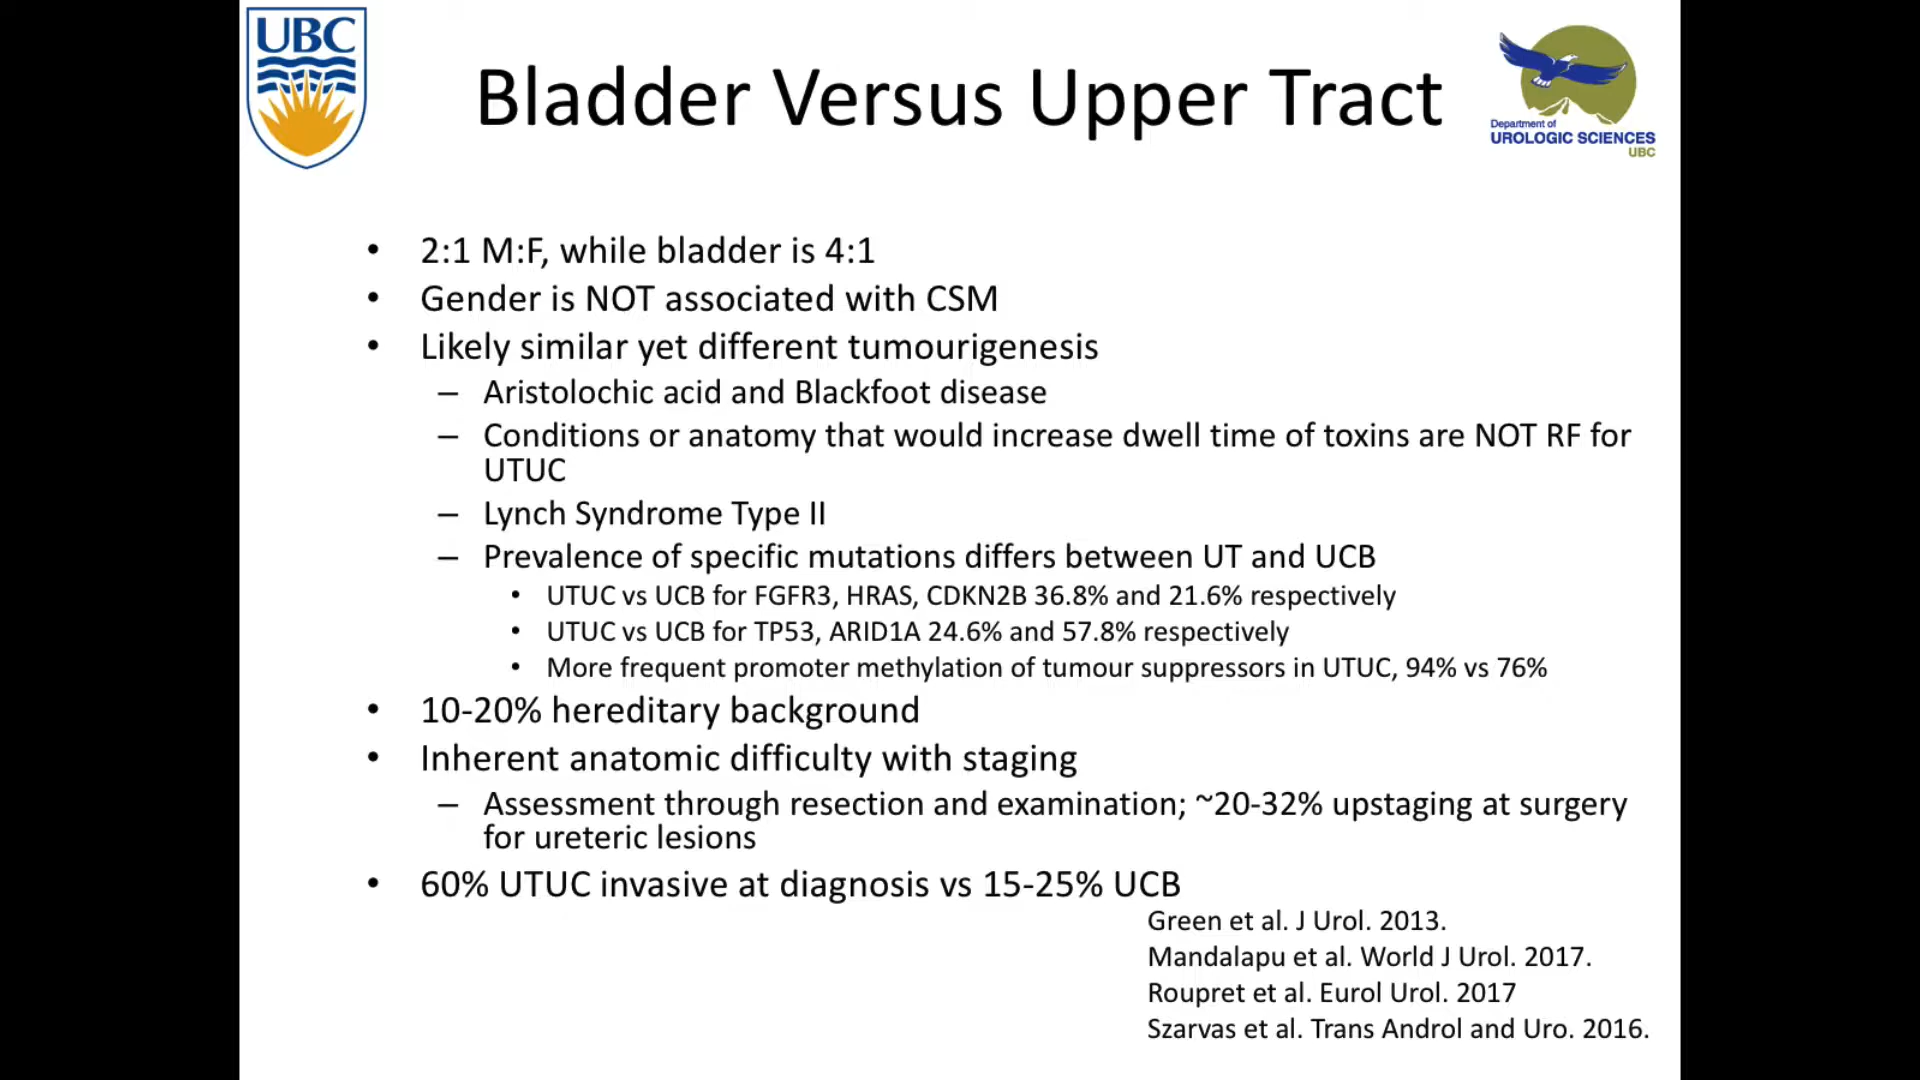 UBC
Bladder Versus Upper Tract
Department of
UROLOGIC SCIENCES
UBC
• 2:1 M:F, while bladder is 4:1
• Gender is NOT associated with CSM
• Likely similar yet different tumourigenesis
– Aristolochic acid and Blackfoot disease
– Conditions or anatomy that would increase dwell time of toxins are NOT RF for
UTUC
– Lynch Syndrome Type II
– Prevalence of specific mutations differs between UT and UCB
• UTUC vs UCB for FGFR3, HRAS, CDKN2B 36.8% and 21.6% respectively
• UTUC vs UCB for TP53, ARID1A 24.6% and 57.8% respectively
• More frequent promoter methylation of tumour suppressors in UTUC, 94% vs 76%
• 10-20% hereditary background
• Inherent anatomic difficulty with staging
– Assessment through resection and examination; ~20-32% upstaging at surgery
for ureteric lesions
• 60% UTUC invasive at diagnosis vs 15-25% UCB
Green et al. J Urol. 2013.
Mandalapu et al. World J Urol. 2017.
Roupret et al. Eurol Urol. 2017
Szarvas et al. Trans Androl and Uro. 2016.